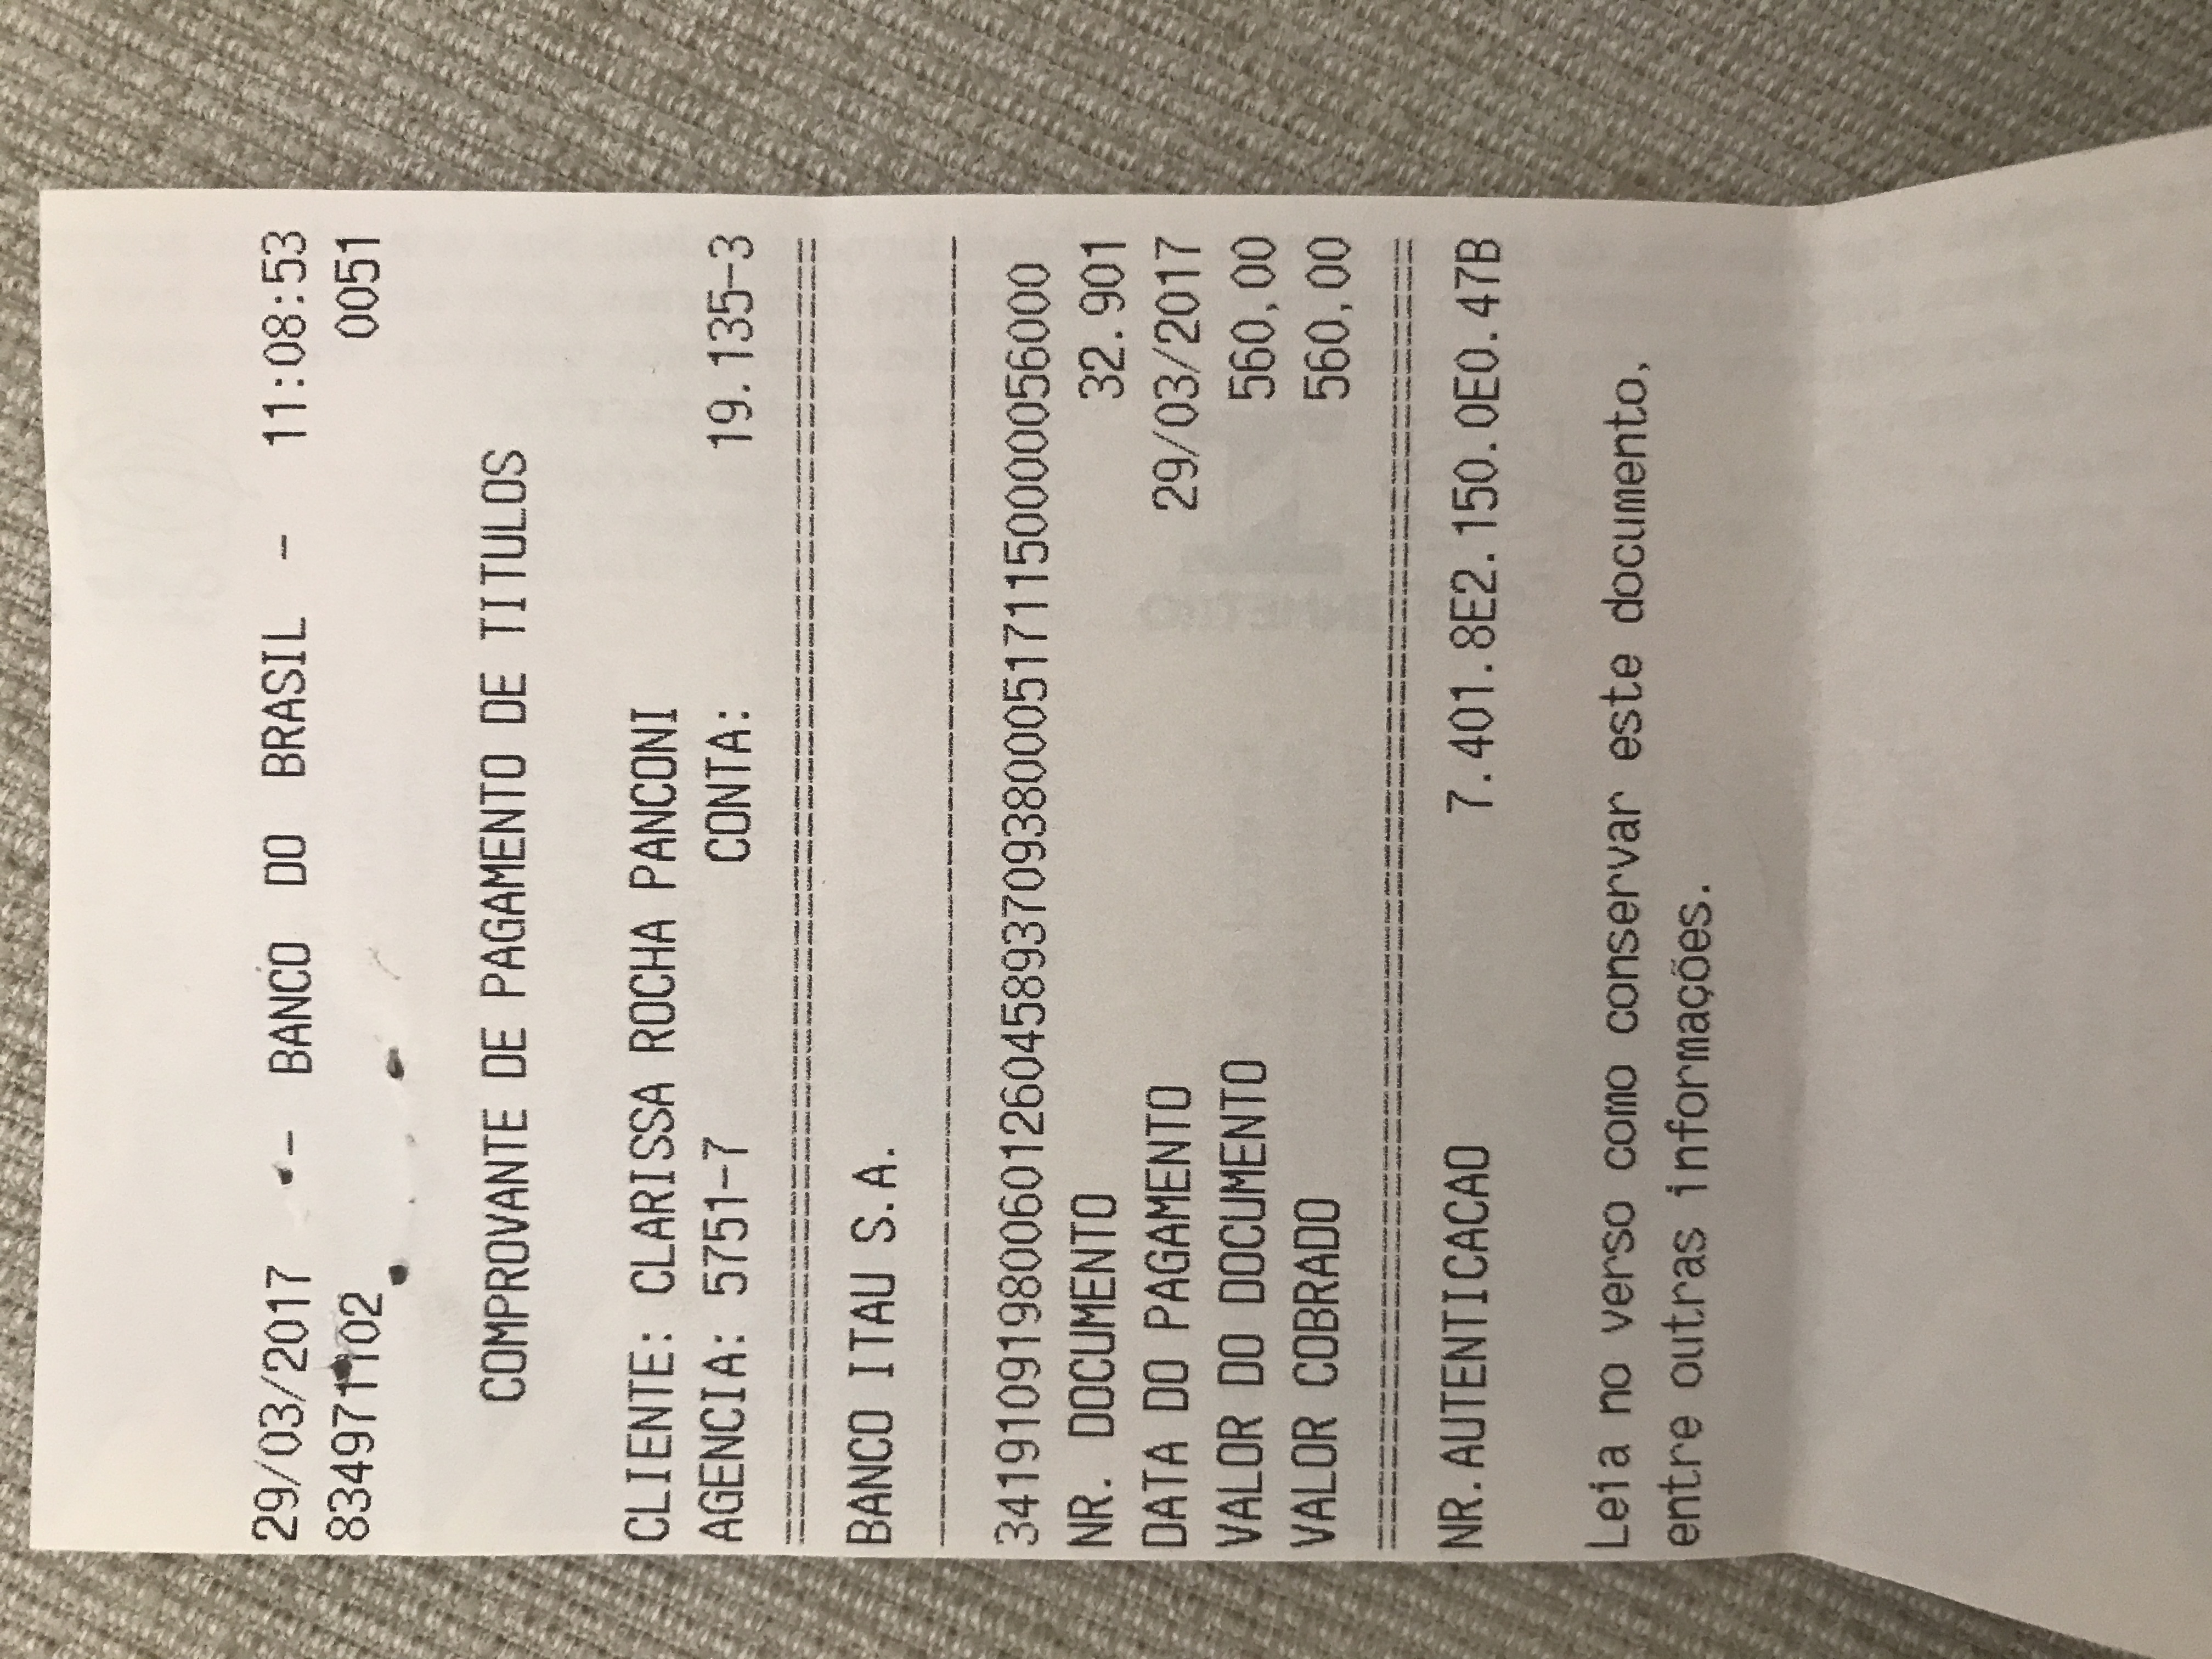 29/03/2017 - BANCO DO BRASIL - 11:08:53
834971102 0051
COMPROVANTE DE PAGAMENTO DE TITULOS
CLIENTE: CLARISSA ROCHA PANCONI
AGENCIA: 5751-7 CONTA: 19.135-3
BANCO ITAU S.A.
34191091980060126045893709380005171150000056000
NR. DOCUMENTO 32.901
DATA DO PAGAMENTO 29/03/2017
VALOR DO DOCUMENTO 560,00
VALOR COBRADO 560,00
NR.AUTENTICACAO 7.401.8E2.150.0E0.47B
Leia no verso como conservar este documento,
entre outras informações.